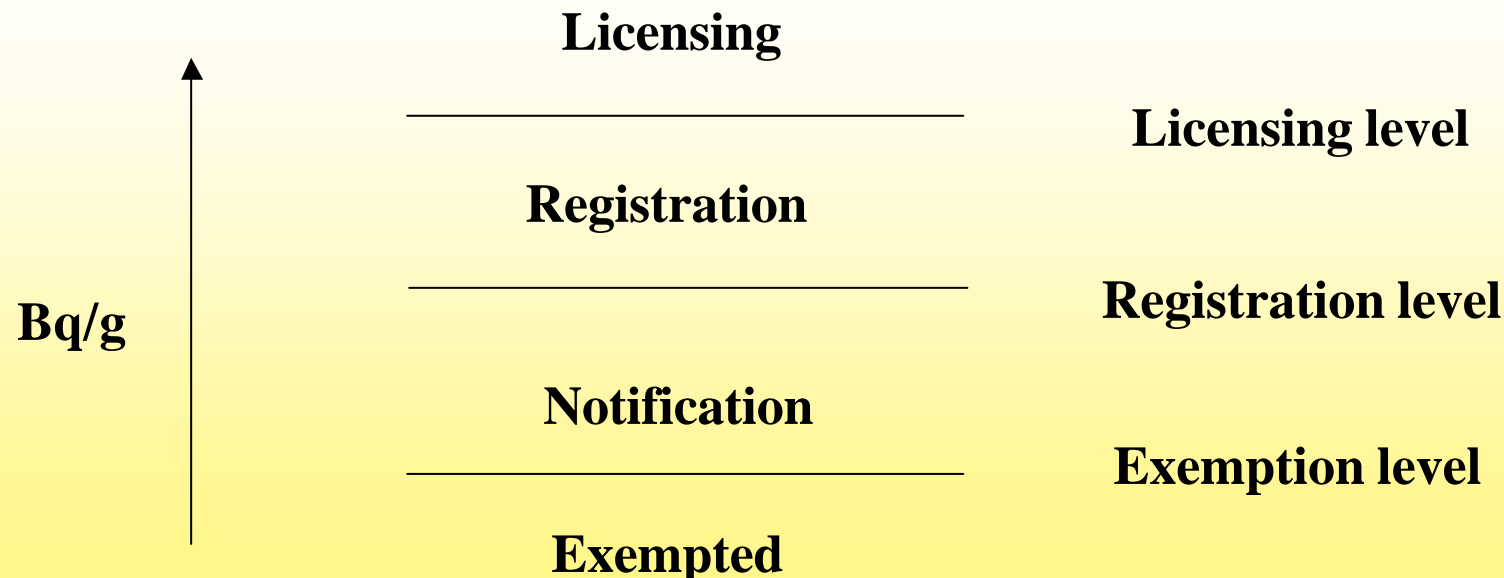 Licensing
Licensing level
Registration
Registration level
Bq/g
Notification
Exemption level
Exempted